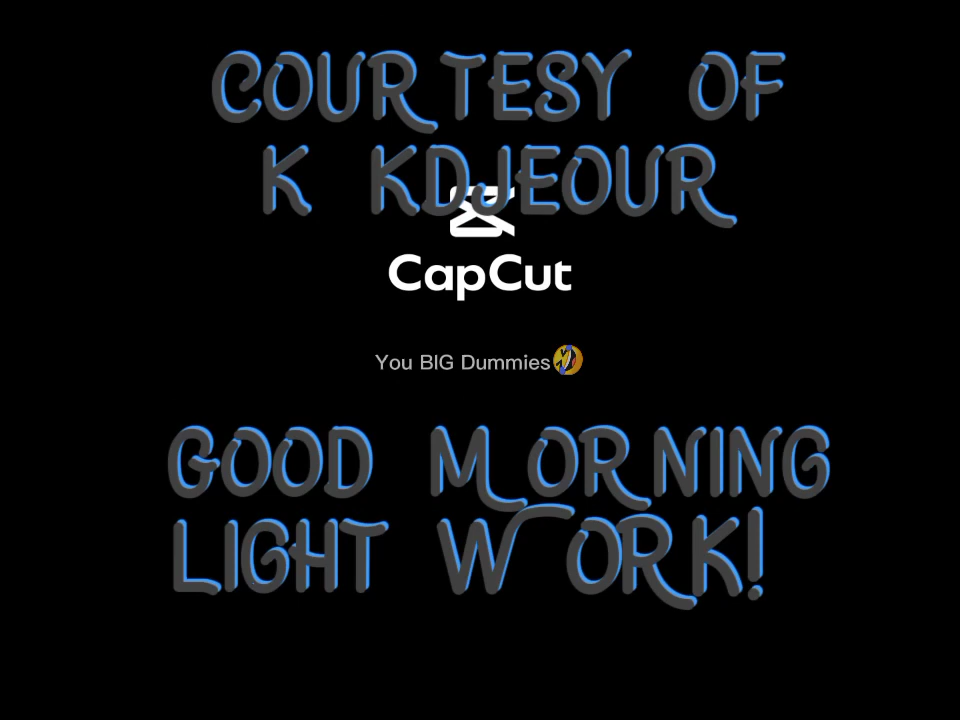 COURTESY OF
K KDJEOUR
CapCut
You BIG Dummies🤣
GOOD MORNING
LIGHT WORK!